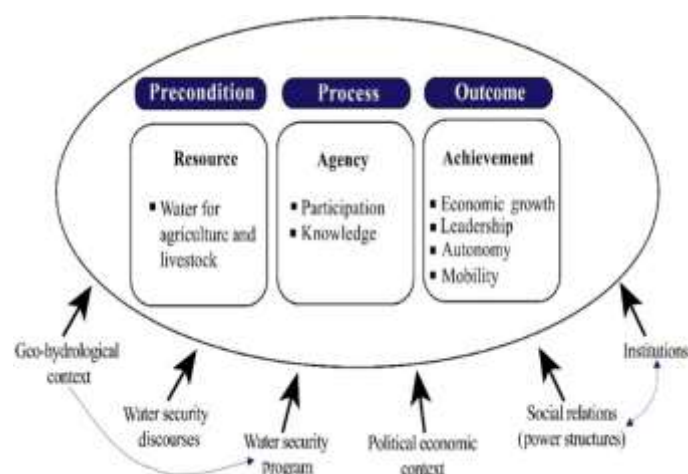 Precondition
Process
Outcome
Resource
Water for
agriculture and
livestock
Agency
Participation
Knowledge
Achievement
Economic growth
Leadership
Autonomy
Mobility
Geo-hydrological
context
Water security
discourses
Water security
program
Political economic
context
Social relations
(power structures)
Institutions